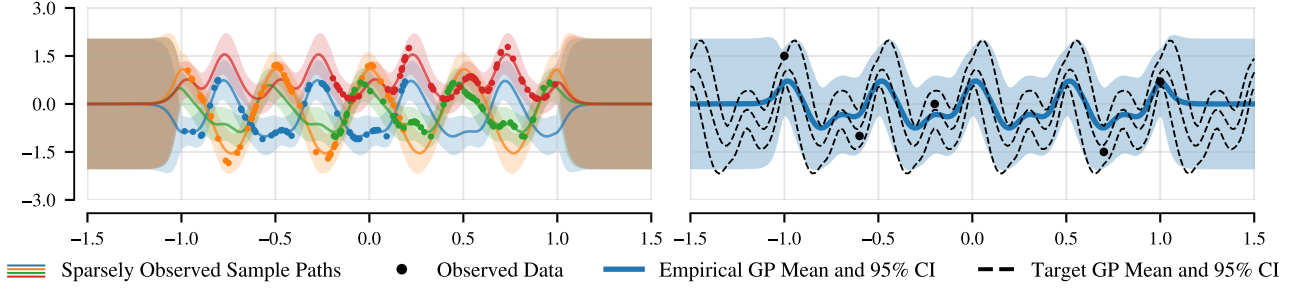 3.0
1.5
0.0
−1.5
−3.0
−1.5 −1.0 −0.5 0.0 0.5 1.0 1.5
−1.5 −1.0 −0.5 0.0 0.5 1.0 1.5
Sparsely Observed Sample Paths Observed Data Empirical GP Mean and 95% CI Target GP Mean and 95% CI